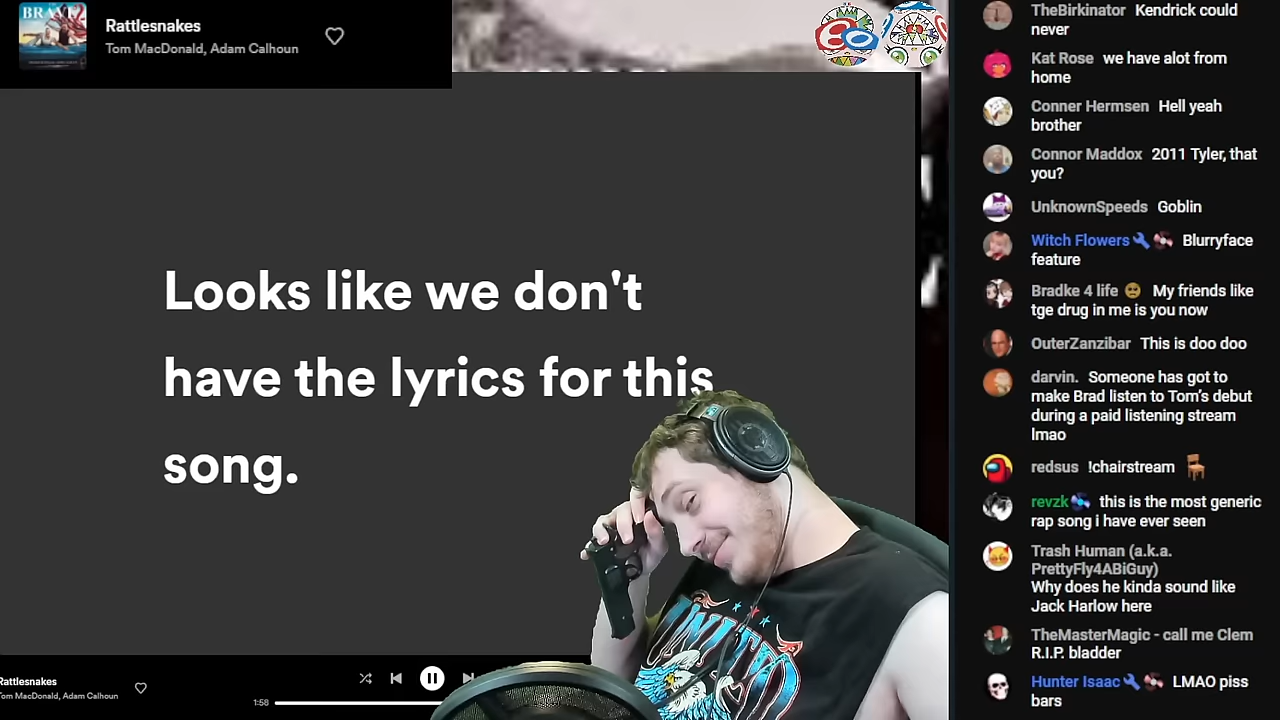 BRAVE
Rattlesnakes
Tom MacDonald, Adam Calhoun
Looks like we don't
have the lyrics for this
song.
Rattlesnakes
Tom MacDonald, Adam Calhoun
1:58
UNITED
TheBirkinator Kendrick could
never
Kat Rose we have alot from
home
Conner Hermsen Hell yeah
brother
Connor Maddox 2011 Tyler, that
you?
UnknownSpeeds Goblin
Witch Flowers Blurryface
feature
Bradke 4 life 🥺 My friends like
tge drug in me is you now
OuterZanzibar This is doo doo
darvin. Someone has got to
make Brad listen to Tom's debut
during a paid listening stream
lmao
redsus !chairstream 🪑
revzk this is the most generic
rap song i have ever seen
Trash Human (a.k.a.
PrettyFly4ABiGuy)
Why does he kinda sound like
Jack Harlow here
TheMasterMagic - call me Clem
R.I.P. bladder
Hunter Isaac LMAO piss
bars